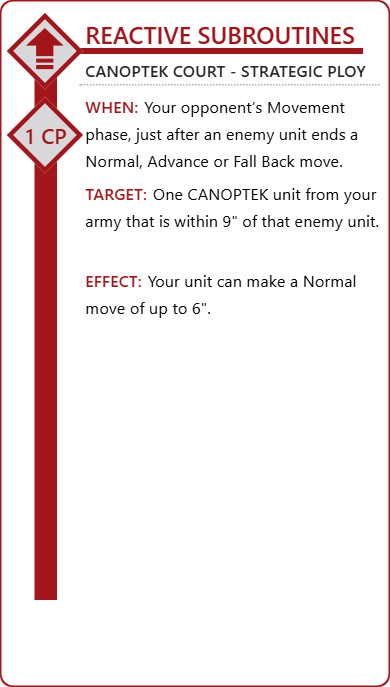 REACTIVE SUBROUTINES
CANOPTEK COURT - STRATEGIC PLOY
1 CP
WHEN: Your opponent’s Movement
phase, just after an enemy unit ends a
Normal, Advance or Fall Back move.
TARGET: One CANOPTEK unit from your
army that is within 9" of that enemy unit.
EFFECT: Your unit can make a Normal
move of up to 6".